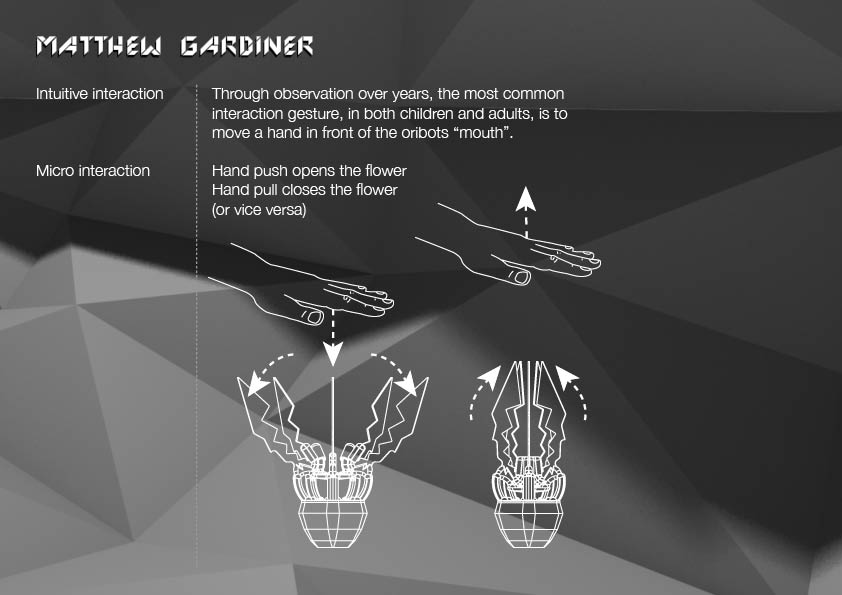 MATTHEW GARDINER
Intuitive interaction
Through observation over years, the most common
interaction gesture, in both children and adults, is to
move a hand in front of the oribots “mouth”.
Micro interaction
Hand push opens the flower
Hand pull closes the flower
(or vice versa)